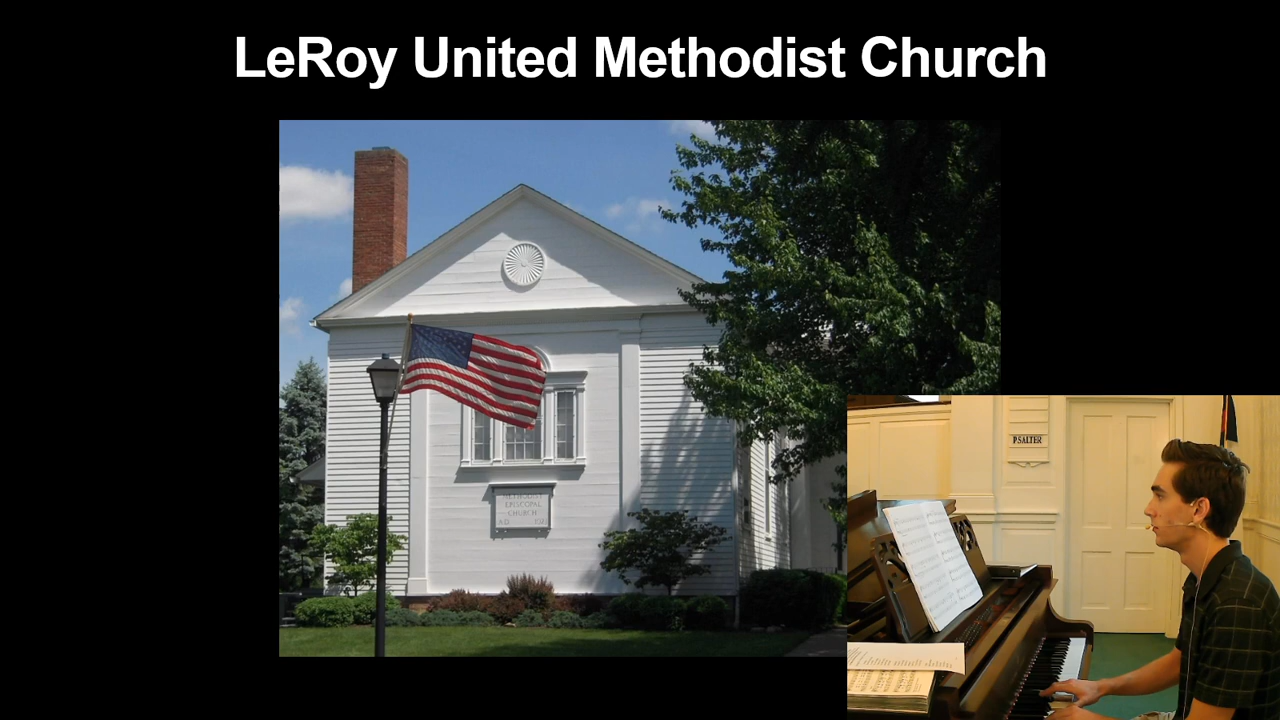 LeRoy United Methodist Church
METHODIST
EPISCOPAL
CHURCH
A.D.
PSALTER